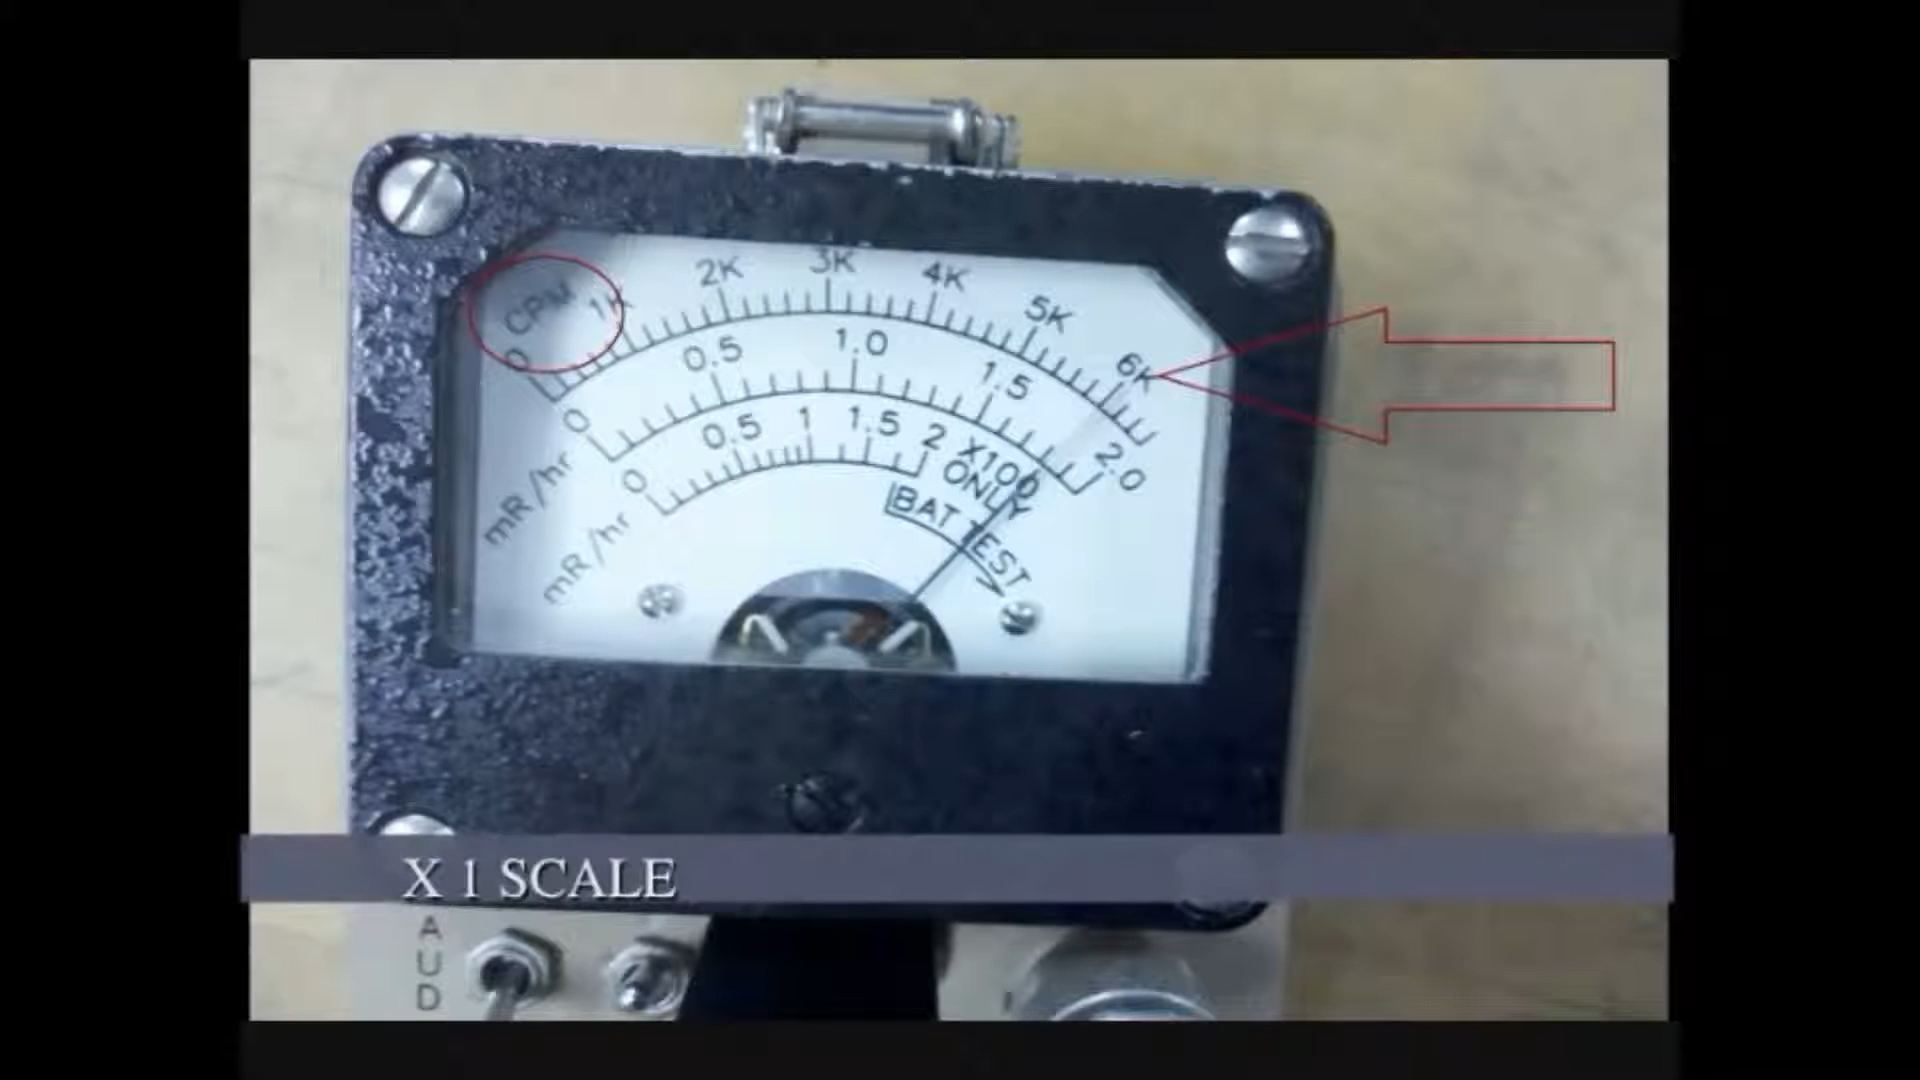 CPM
0 1K 2K 3K 4K 5K 6K
0 0.5 1.0 1.5 2.0
mR/hr
0 0.5 1 1.5 2 X100
ONLY
mR/hr
BAT TEST
X 1 SCALE
AUD